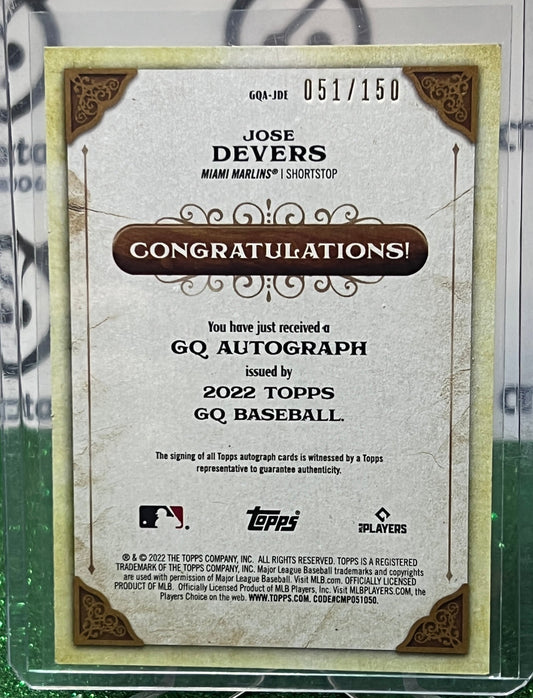 GQA-JDE 051/150
JOSE
DEVERS
MIAMI MARLINS® | SHORTSTOP
CONGRATULATIONS!
You have just received a
GQ AUTOGRAPH
issued by
2022 TOPPS
GQ BASEBALL.
The signing of all Topps autograph cards is witnessed by a Topps
representative to guarantee authenticity.
Topps
PLAYERS
® & © 2022 THE TOPPS COMPANY, INC. ALL RIGHTS RESERVED. TOPPS IS A REGISTERED
TRADEMARK OF THE TOPPS COMPANY, INC. Major League Baseball trademarks and copyrights
are used with permission of Major League Baseball. Visit MLB.com. OFFICIALLY LICENSED
PRODUCT OF MLB. Officially Licensed Product of MLB Players, Inc. Visit MLBPLAYERS.COM, the
Players Choice on the web. WWW.TOPPS.COM. CODE#CMP051050.